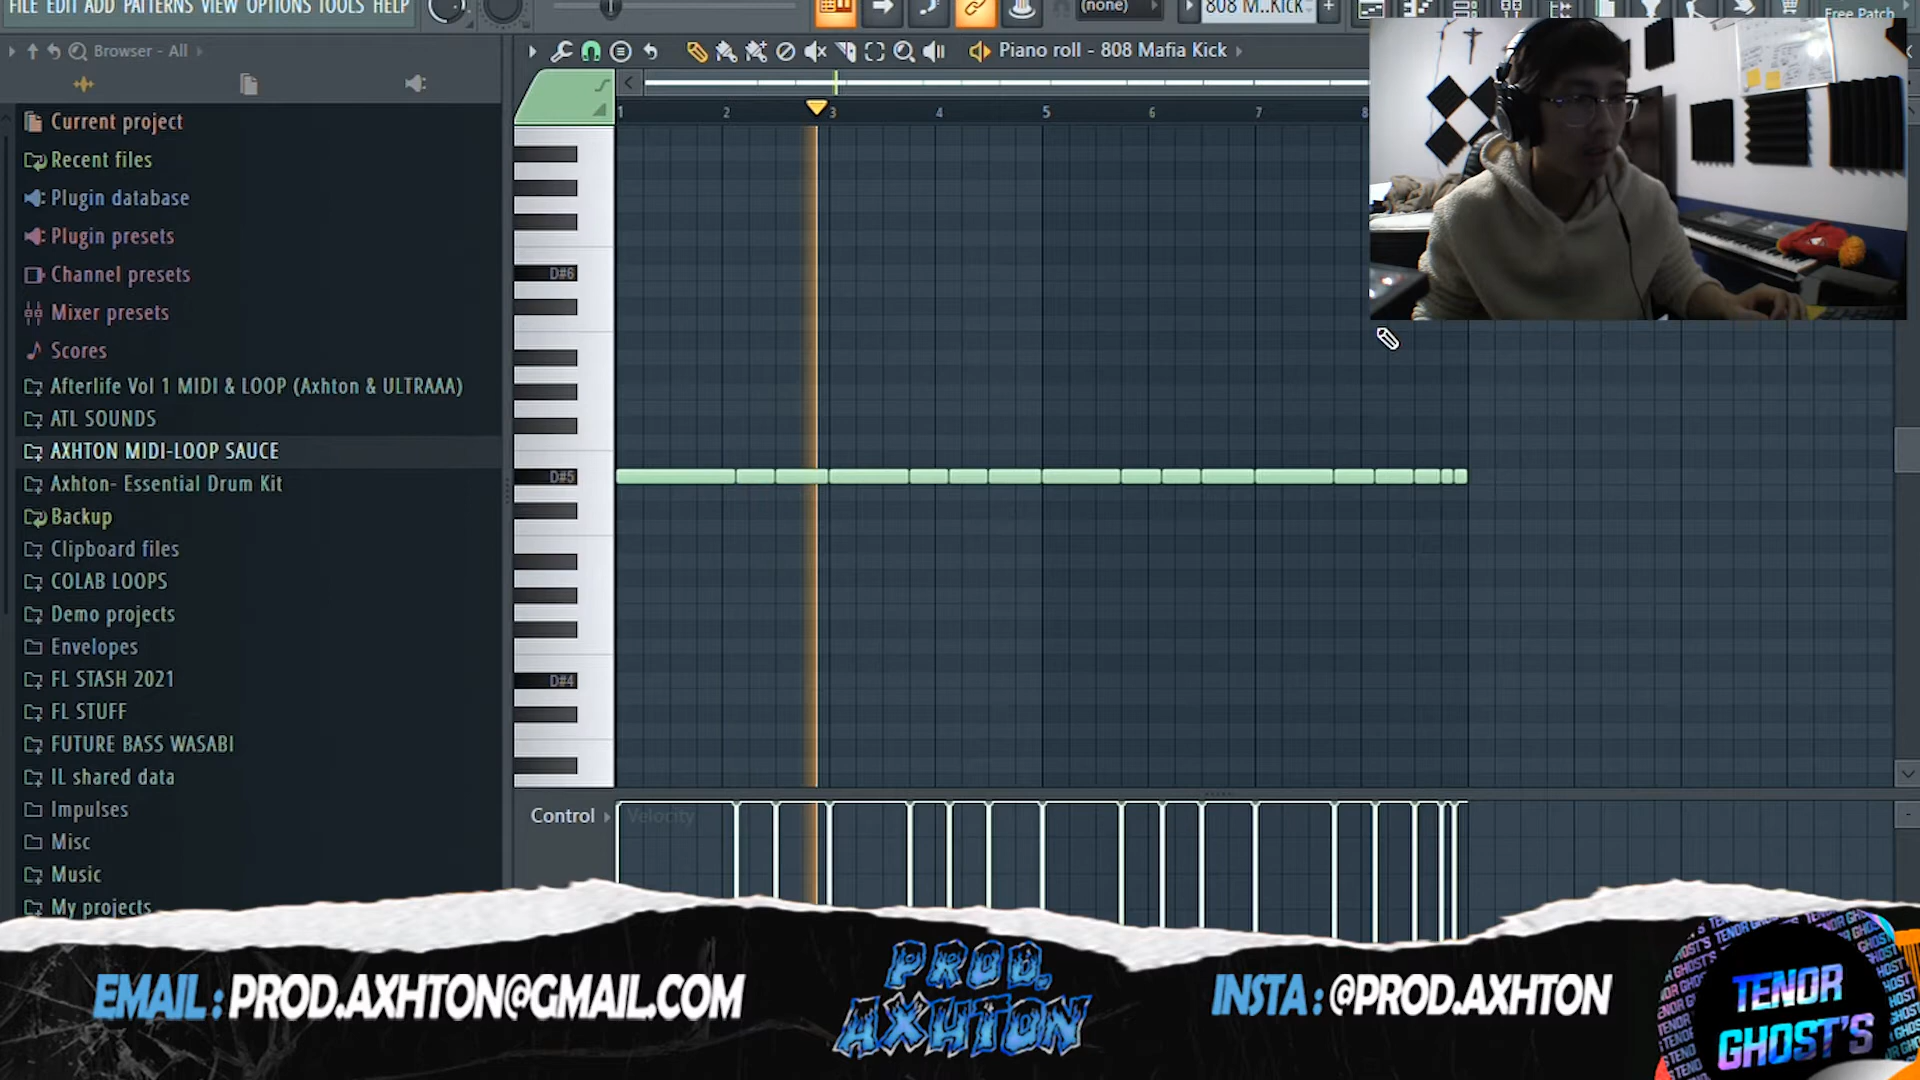 FILE EDIT ADD PATTERNS VIEW OPTIONS TOOLS HELP
(none)
808 M..Kick
Free Patch
Browser - All
Piano roll - 808 Mafia Kick
1 2 3 4 5 6 7 8
Current project
Recent files
Plugin database
Plugin presets
Channel presets
Mixer presets
Scores
Afterlife Vol 1 MIDI & LOOP (Axhton & ULTRAAA)
ATL SOUNDS
AXHTON MIDI-LOOP SAUCE
Axhton- Essential Drum Kit
Backup
Clipboard files
COLAB LOOPS
Demo projects
Envelopes
FL STASH 2021
FL STUFF
FUTURE BASS WASABI
IL shared data
Impulses
Misc
Music
My projects
D#6
D#5
D#4
Control
Velocity
EMAIL : PROD.AXHTON@GMAIL.COM
PROD.
AXHTON
INSTA : @PROD.AXHTON
TENOR
GHOST'S